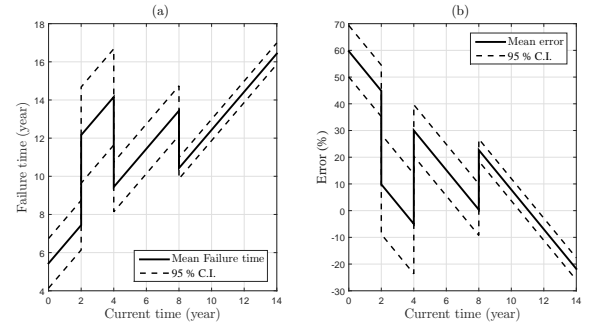 (a)
18
16
14
12
10
8
6
4
Failure time (year)
Mean Failure time
95 % C.I.
0 2 4 6 8 10 12 14
Current time (year)
(b)
70
60
50
40
30
20
10
0
-10
-20
-30
Error (%)
Mean error
95 % C.I.
0 2 4 6 8 10 12 14
Current time (year)